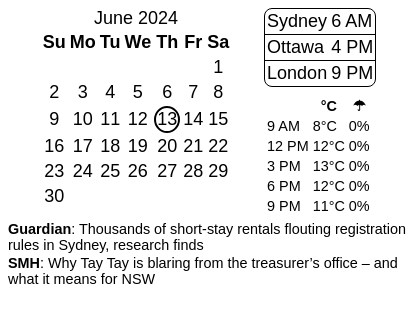 June 2024
Su Mo Tu We Th Fr Sa
1
2 3 4 5 6 7 8
9 10 11 12 13 14 15
16 17 18 19 20 21 22
23 24 25 26 27 28 29
30
Sydney 6 AM
Ottawa 4 PM
London 9 PM
°C ☂
9 AM 8°C 0%
12 PM 12°C 0%
3 PM 13°C 0%
6 PM 12°C 0%
9 PM 11°C 0%
Guardian: Thousands of short-stay rentals flouting registration
rules in Sydney, research finds
SMH: Why Tay Tay is blaring from the treasurer’s office – and
what it means for NSW